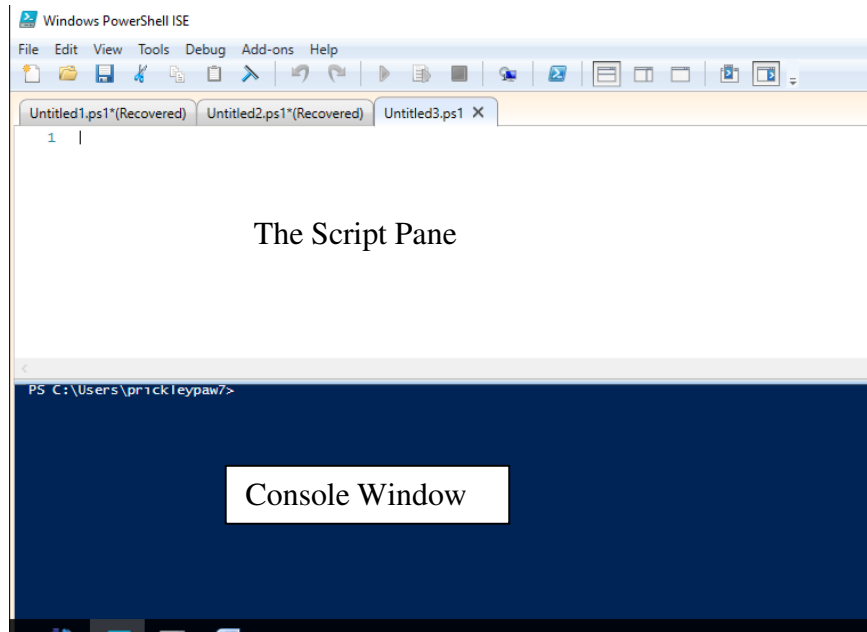 Windows PowerShell ISE
File Edit View Tools Debug Add-ons Help
Untitled1.ps1*(Recovered) Untitled2.ps1*(Recovered) Untitled3.ps1 X
1
The Script Pane
PS C:\Users\prickleypaw7>
Console Window